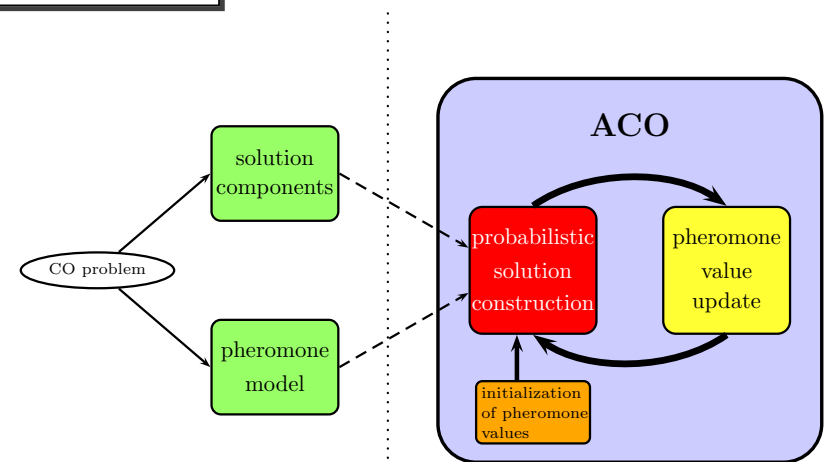 ACO
solution
components
CO problem
pheromone
model
probabilistic
solution
construction
pheromone
value
update
initialization
of pheromone
values